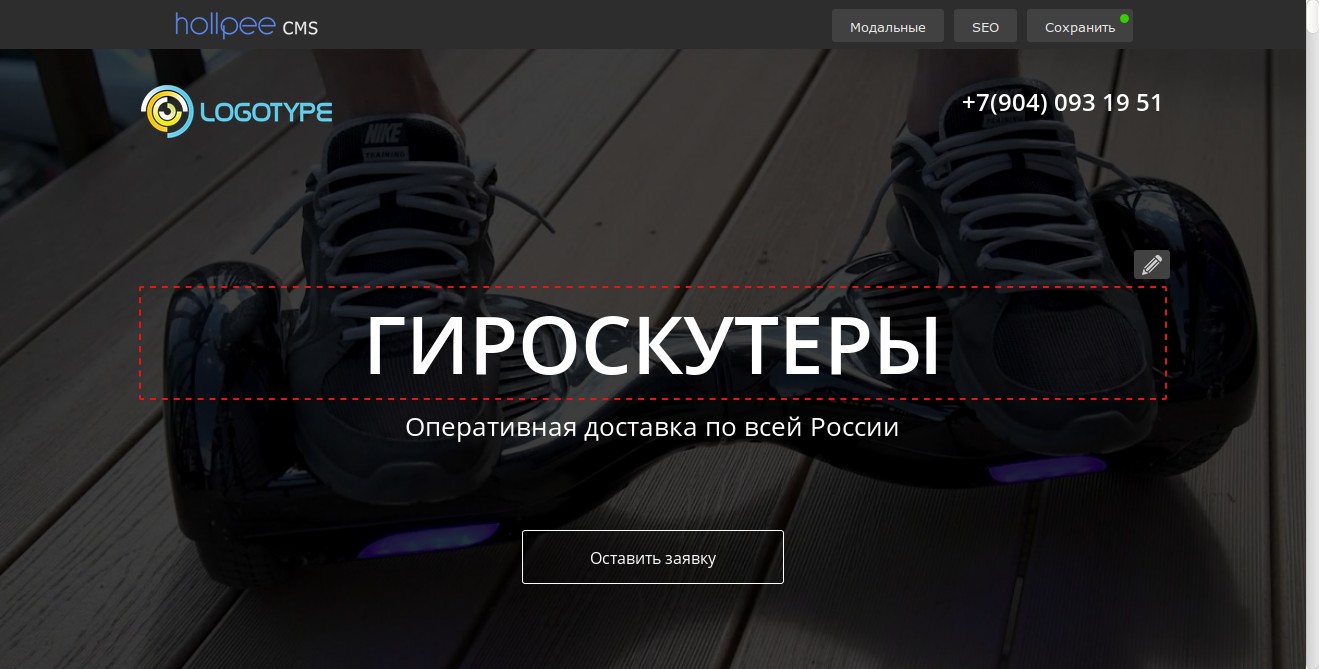 hollpee CMS
Модальные
SEO
Сохранить
LOGOTYPE
+7(904) 093 19 51
NIKE
TRAINING
ГИРОСКУТЕРЫ
Оперативная доставка по всей России
Оставить заявку